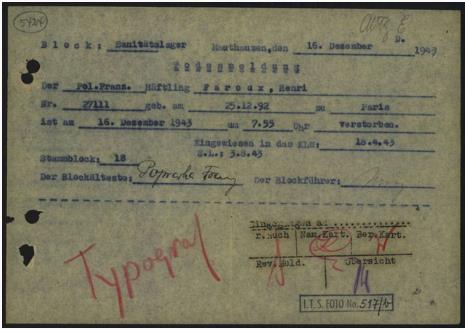 Block: Sanitätslager Mauthausen, den 16. Dezember 1943
Todesmeldung
Der Pol.Franz. Häftling Faroux, Henri
Nr. 27111 geb. am 25.12.92 zu Paris
ist am 16. Dezember 1943 um 7.55 Uhr verstorben.
Eingewiesen in das KLM: 18.4.43
S.L.: 3.8.43
Stammblock: 18
Der Blockälteste: Der Blockführer:
Eingegangen am
r.Buch Nam.Kart. Ber.Kart.
Typograf
Rev.Meld. Übersicht
I.T.S. FOTO No. 517/b